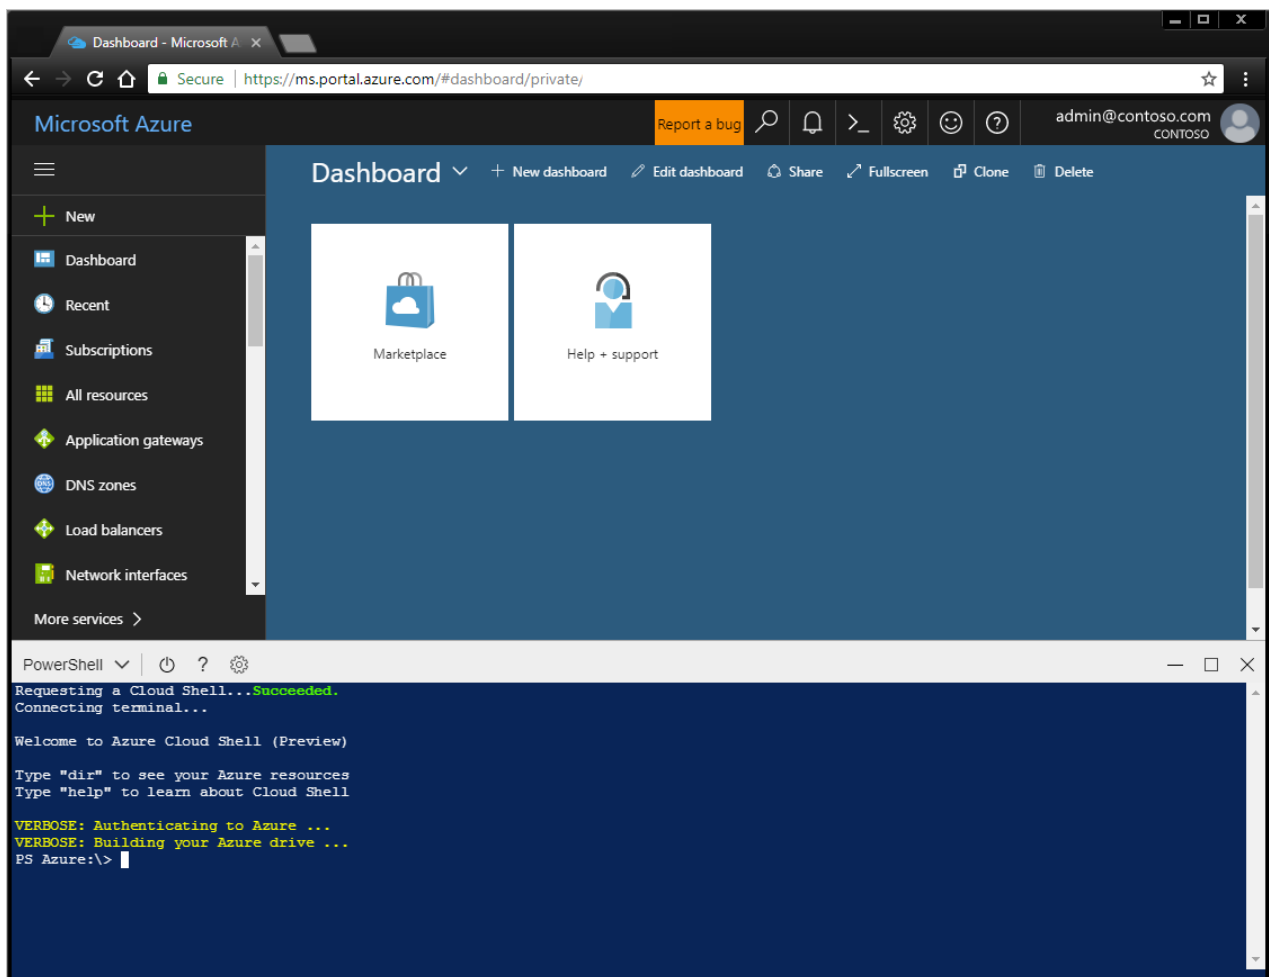 Dashboard - Microsoft A
Secure | https://ms.portal.azure.com/#dashboard/private/
Microsoft Azure
Report a bug
>_
admin@contoso.com
CONTOSO
Dashboard
New dashboard
Edit dashboard
Share
Fullscreen
Clone
Delete
New
Dashboard
Recent
Subscriptions
All resources
Application gateways
DNS
DNS zones
Load balancers
Network interfaces
More services >
Marketplace
Help + support
PowerShell
?
Requesting a Cloud Shell...Succeeded.
Connecting terminal...
Welcome to Azure Cloud Shell (Preview)
Type "dir" to see your Azure resources
Type "help" to learn about Cloud Shell
VERBOSE: Authenticating to Azure ...
VERBOSE: Building your Azure drive ...
PS Azure:\>